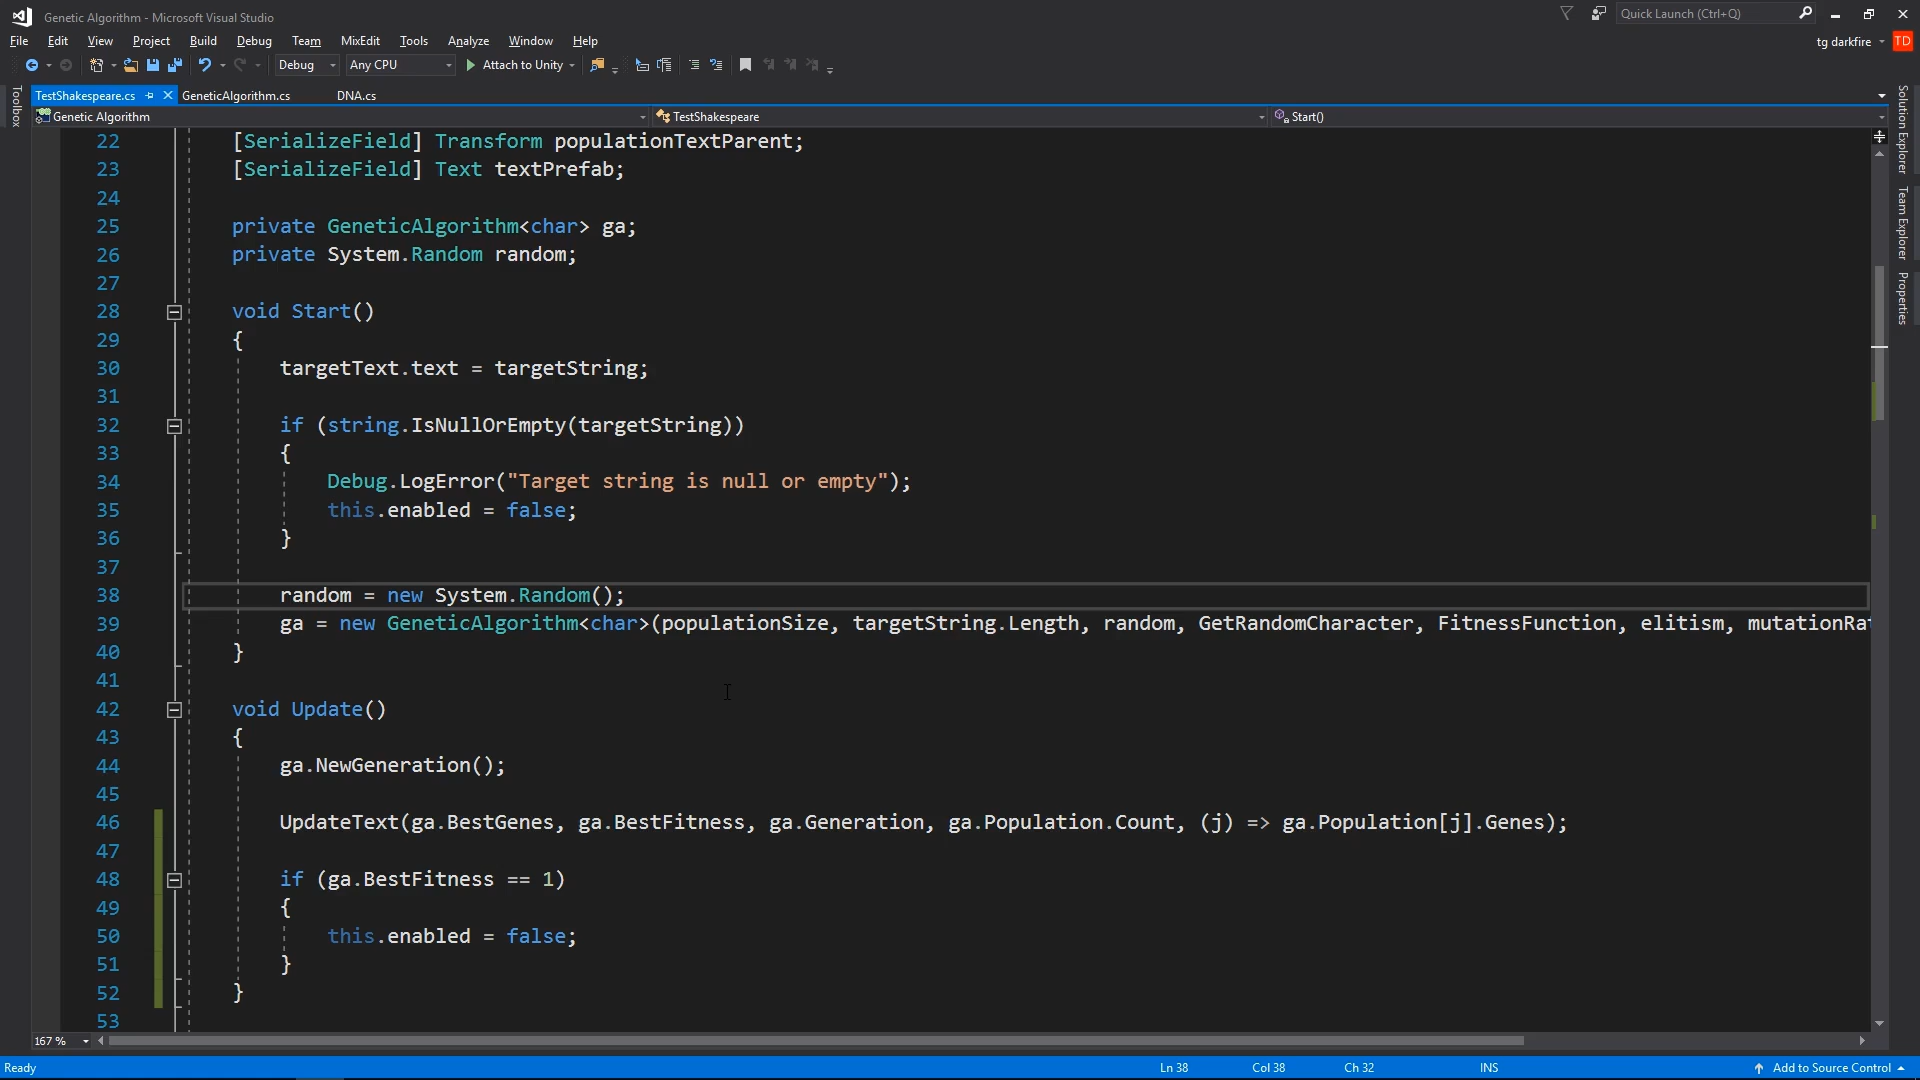 Genetic Algorithm - Microsoft Visual Studio
Quick Launch (Ctrl+Q)
File Edit View Project Build Debug Team MixEdit Tools Analyze Window Help
tg darkfire TD
Debug Any CPU Attach to Unity
TestShakespeare.cs GeneticAlgorithm.cs DNA.cs
Genetic Algorithm TestShakespeare Start()
Toolbox
Solution Explorer
Team Explorer
Properties
22 [SerializeField] Transform populationTextParent;
23 [SerializeField] Text textPrefab;
24
25 private GeneticAlgorithm<char> ga;
26 private System.Random random;
27
28 void Start()
29 {
30 targetText.text = targetString;
31
32 if (string.IsNullOrEmpty(targetString))
33 {
34 Debug.LogError("Target string is null or empty");
35 this.enabled = false;
36 }
37
38 random = new System.Random();
39 ga = new GeneticAlgorithm<char>(populationSize, targetString.Length, random, GetRandomCharacter, FitnessFunction, elitism, mutationRat
40 }
41
42 void Update()
43 {
44 ga.NewGeneration();
45
46 UpdateText(ga.BestGenes, ga.BestFitness, ga.Generation, ga.Population.Count, (j) => ga.Population[j].Genes);
47
48 if (ga.BestFitness == 1)
49 {
50 this.enabled = false;
51 }
52 }
53
167 %
Ready Ln 38 Col 38 Ch 32 INS Add to Source Control